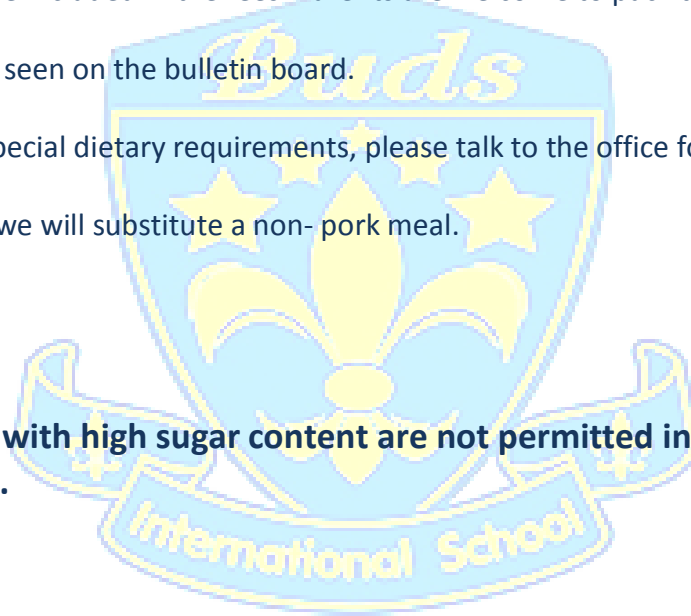 seen on the bulletin board.
Buds
pecial dietary requirements, please talk to the office fo
we will substitute a non- pork meal.
with high sugar content are not permitted in
.
International School